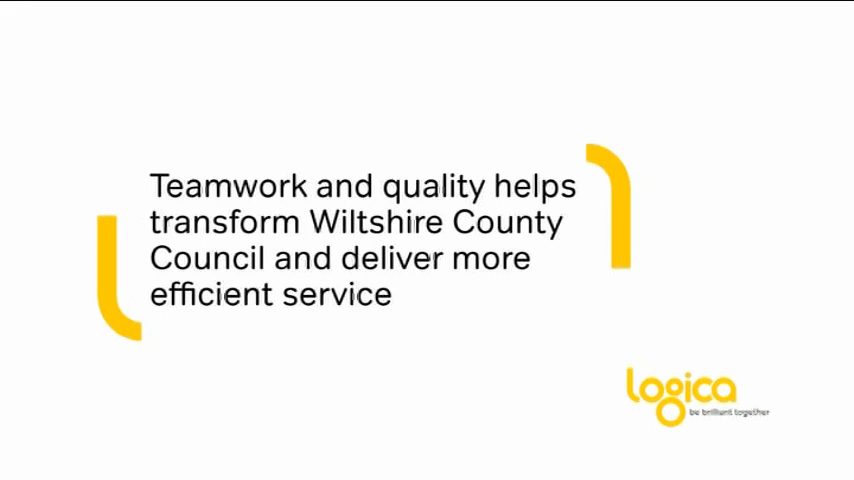 Teamwork and quality helps
transform Wiltshire County
Council and deliver more
efficient service
logica
be brilliant together